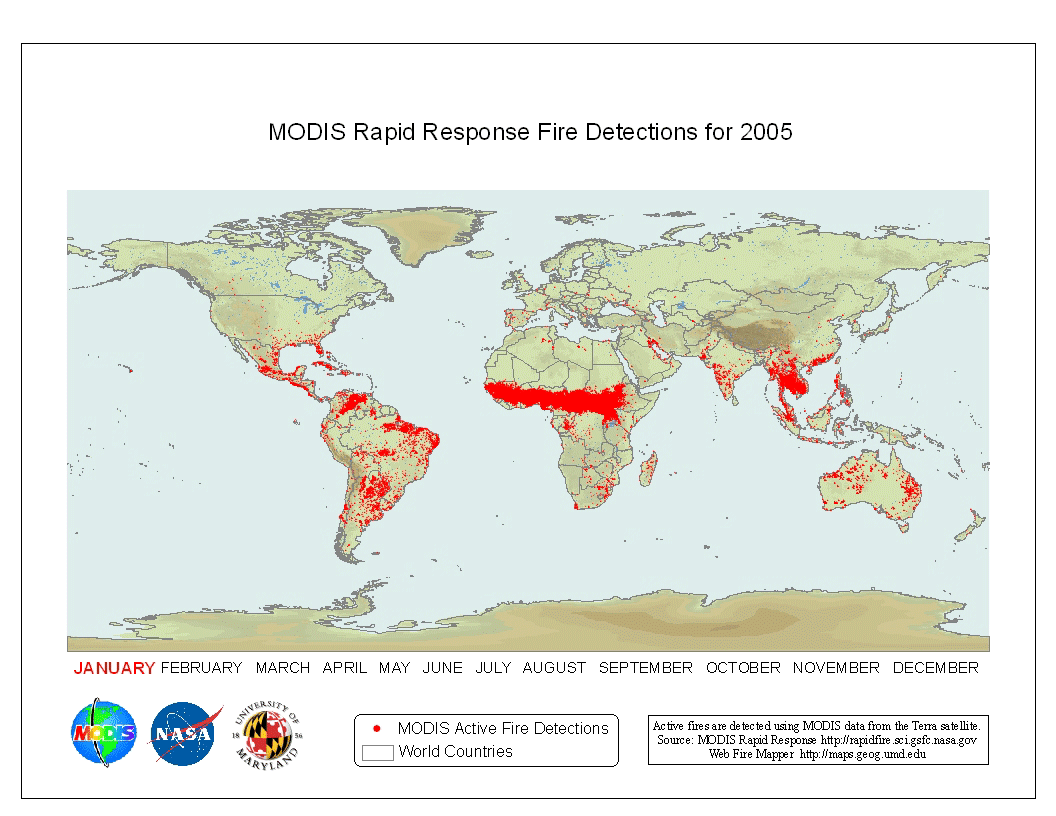 MODIS Rapid Response Fire Detections for 2005
JANUARY FEBRUARY MARCH APRIL MAY JUNE JULY AUGUST SEPTEMBER OCTOBER NOVEMBER DECEMBER
MODIS
NASA
UNIVERSITY OF
18 56
MARYLAND
MODIS Active Fire Detections
World Countries
Active fires are detected using MODIS data from the Terra satellite.
Source: MODIS Rapid Response http://rapidfire.sci.gsfc.nasa.gov
Web Fire Mapper http://maps.geog.umd.edu